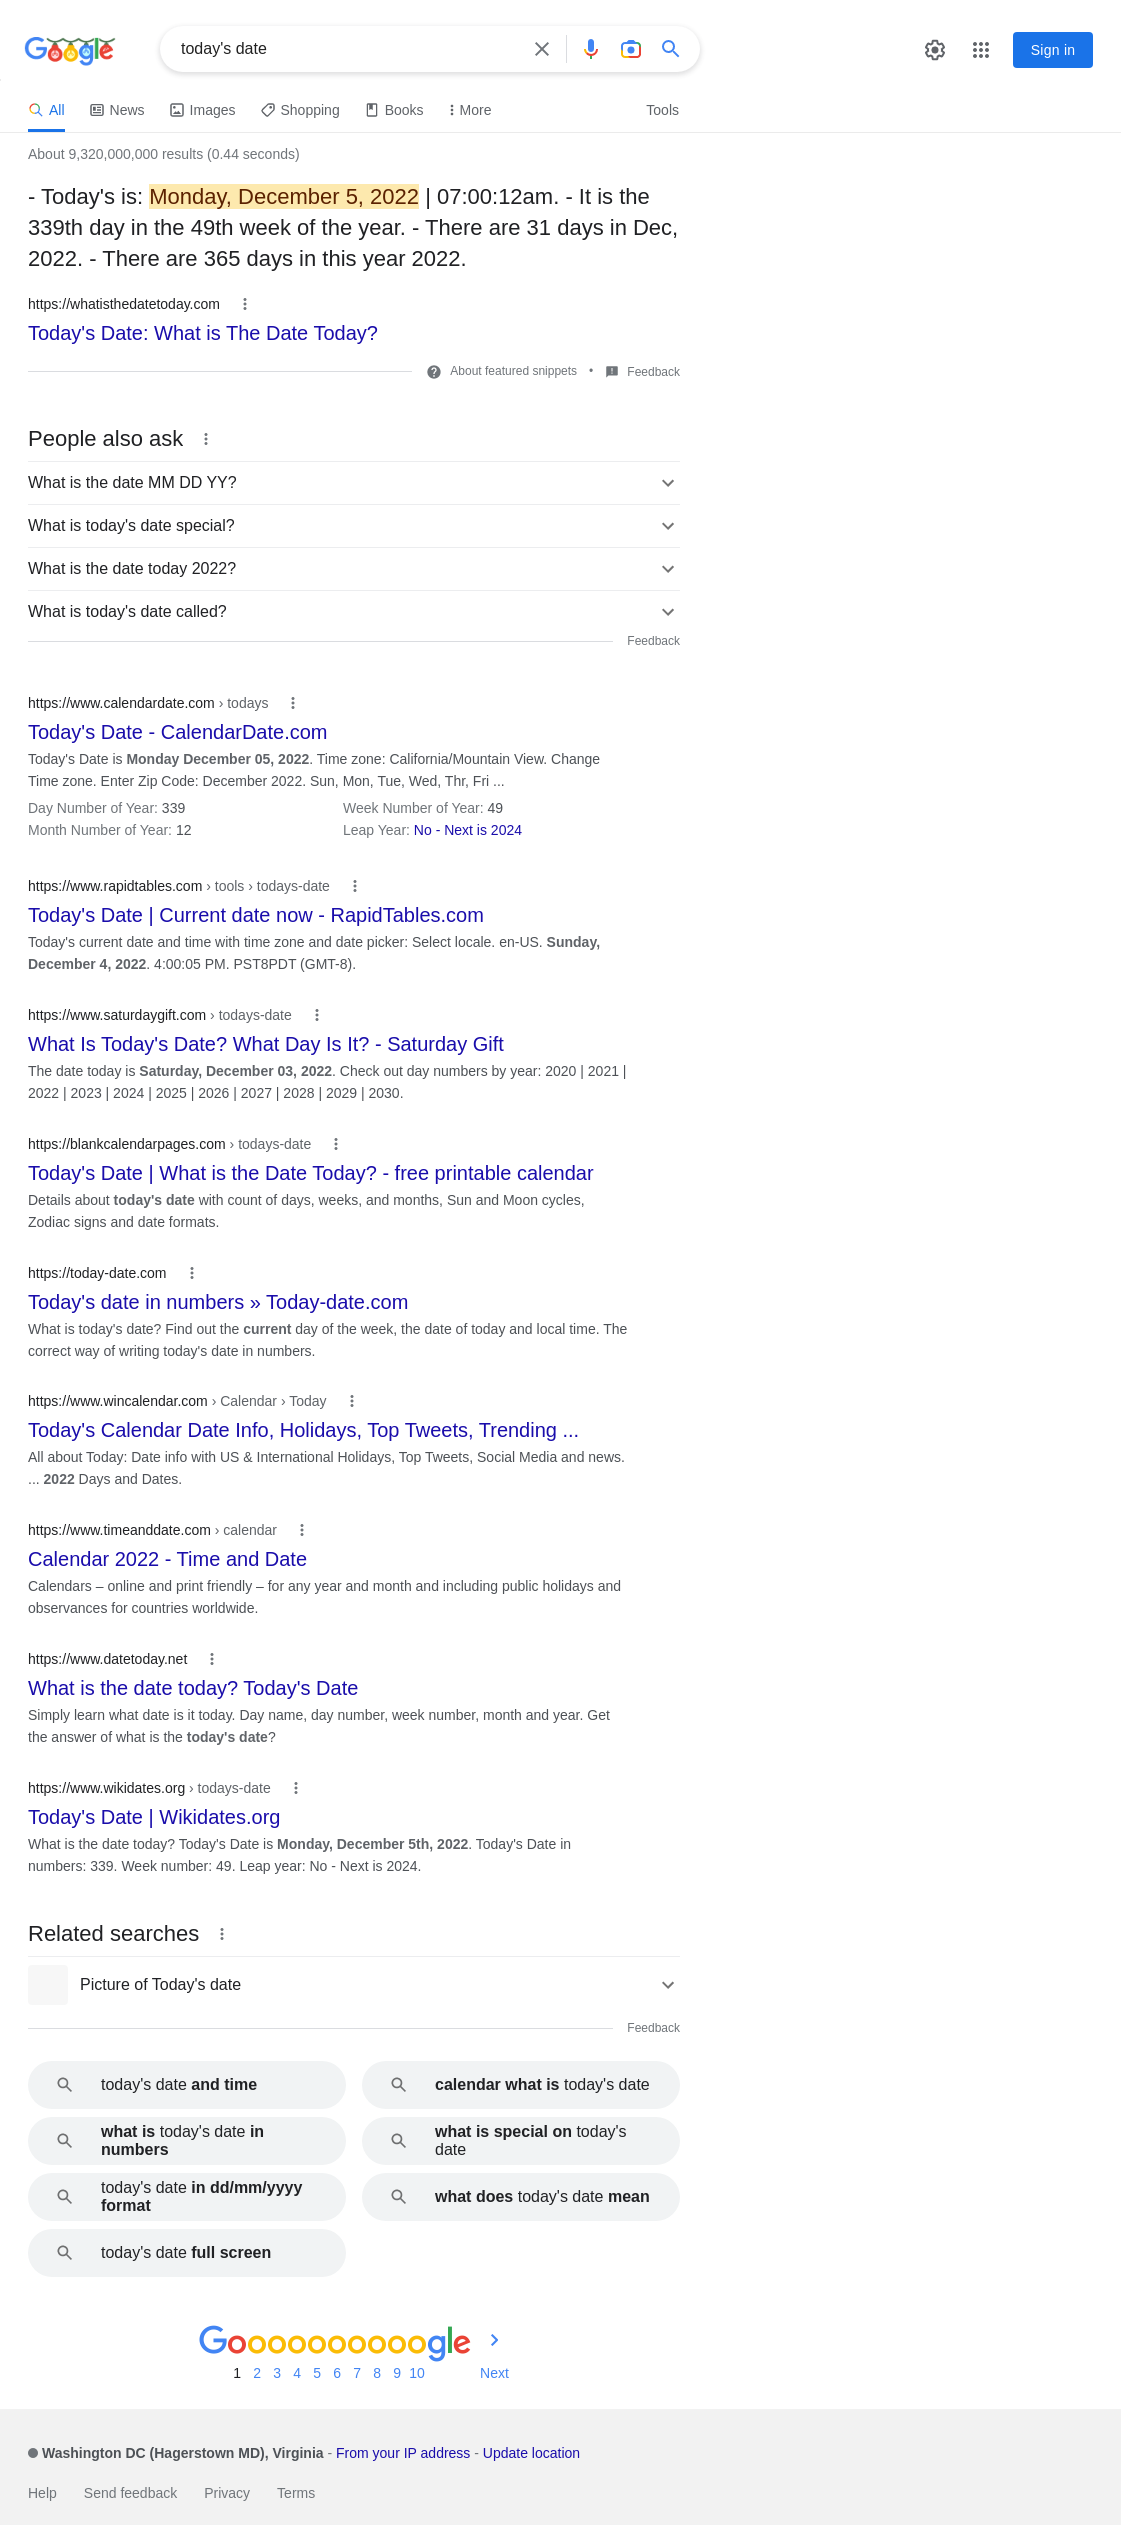 Google
today's date
Sign in
All
News
Images
Shopping
Books
More
Tools
About 9,320,000,000 results (0.44 seconds)
- Today's is: Monday, December 5, 2022 | 07:00:12am. - It is the
339th day in the 49th week of the year. - There are 31 days in Dec,
2022. - There are 365 days in this year 2022.
https://whatisthedatetoday.com
Today's Date: What is The Date Today?
About featured snippets • Feedback
People also ask
What is the date MM DD YY?
What is today's date special?
What is the date today 2022?
What is today's date called?
Feedback
https://www.calendardate.com › todays
Today's Date - CalendarDate.com
Today's Date is Monday December 05, 2022. Time zone: California/Mountain View. Change
Time zone. Enter Zip Code: December 2022. Sun, Mon, Tue, Wed, Thr, Fri ...
Day Number of Year: 339
Week Number of Year: 49
Month Number of Year: 12
Leap Year: No - Next is 2024
https://www.rapidtables.com › tools › todays-date
Today's Date | Current date now - RapidTables.com
Today's current date and time with time zone and date picker: Select locale. en-US. Sunday,
December 4, 2022. 4:00:05 PM. PST8PDT (GMT-8).
https://www.saturdaygift.com › todays-date
What Is Today's Date? What Day Is It? - Saturday Gift
The date today is Saturday, December 03, 2022. Check out day numbers by year: 2020 | 2021 |
2022 | 2023 | 2024 | 2025 | 2026 | 2027 | 2028 | 2029 | 2030.
https://blankcalendarpages.com › todays-date
Today's Date | What is the Date Today? - free printable calendar
Details about today's date with count of days, weeks, and months, Sun and Moon cycles,
Zodiac signs and date formats.
https://today-date.com
Today's date in numbers » Today-date.com
What is today's date? Find out the current day of the week, the date of today and local time. The
correct way of writing today's date in numbers.
https://www.wincalendar.com › Calendar › Today
Today's Calendar Date Info, Holidays, Top Tweets, Trending ...
All about Today: Date info with US & International Holidays, Top Tweets, Social Media and news.
... 2022 Days and Dates.
https://www.timeanddate.com › calendar
Calendar 2022 - Time and Date
Calendars – online and print friendly – for any year and month and including public holidays and
observances for countries worldwide.
https://www.datetoday.net
What is the date today? Today's Date
Simply learn what date is it today. Day name, day number, week number, month and year. Get
the answer of what is the today's date?
https://www.wikidates.org › todays-date
Today's Date | Wikidates.org
What is the date today? Today's Date is Monday, December 5th, 2022. Today's Date in
numbers: 339. Week number: 49. Leap year: No - Next is 2024.
Related searches
Picture of Today's date
Feedback
today's date and time
calendar what is today's date
what is today's date in
numbers
what is special on today's
date
today's date in dd/mm/yyyy
format
what does today's date mean
today's date full screen
Goooooooooogle
1 2 3 4 5 6 7 8 9 10 Next
Washington DC (Hagerstown MD), Virginia - From your IP address - Update location
Help Send feedback Privacy Terms